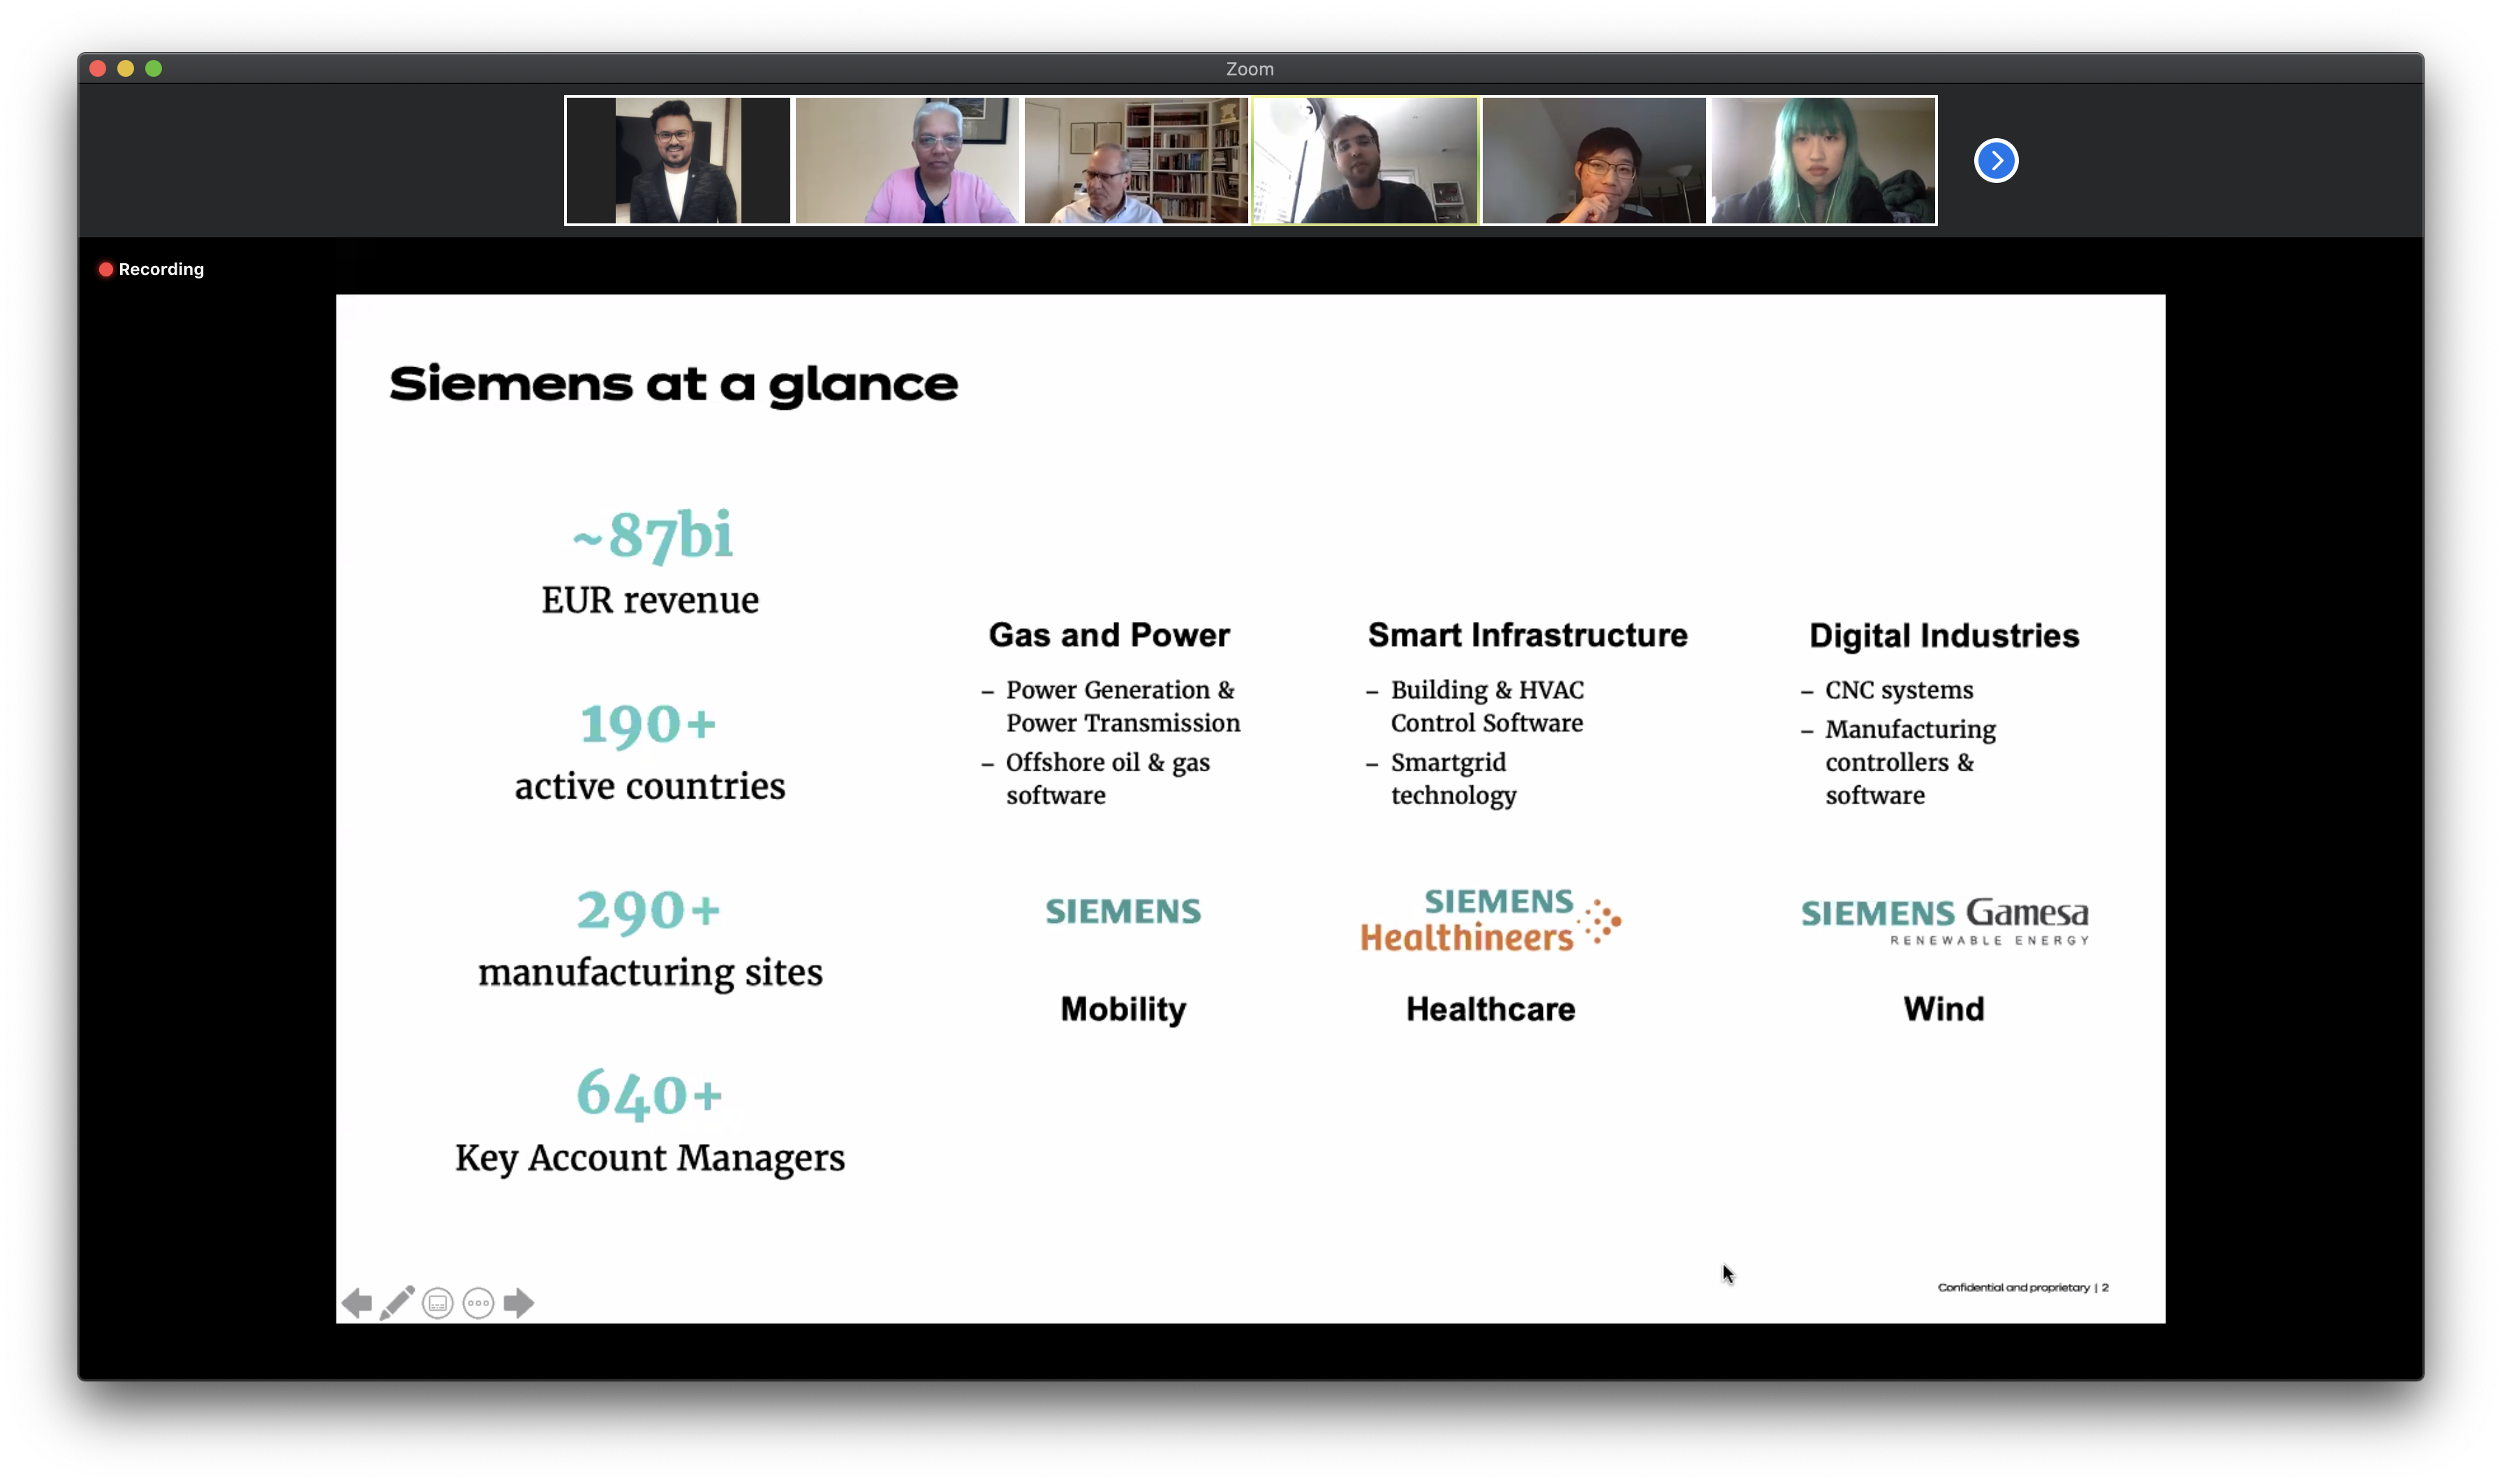 Zoom
Recording
Siemens at a glance
~87bi
EUR revenue
190+
active countries
290+
manufacturing sites
640+
Key Account Managers
Gas and Power
– Power Generation &
Power Transmission
– Offshore oil & gas
software
Smart Infrastructure
– Building & HVAC
Control Software
– Smartgrid
technology
Digital Industries
– CNC systems
– Manufacturing
controllers &
software
SIEMENS
Mobility
SIEMENS
Healthineers
Healthcare
SIEMENS Gamesa
RENEWABLE ENERGY
Wind
Confidential and proprietary | 2